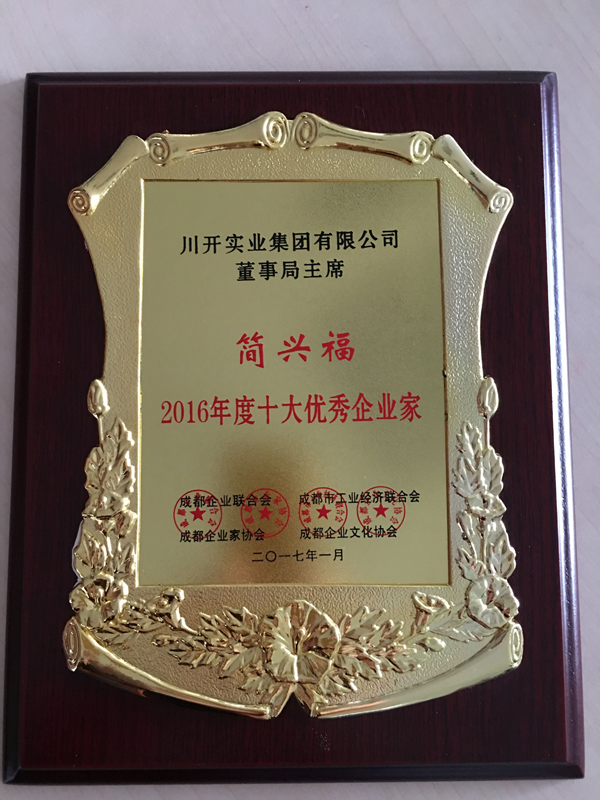 川开实业集团有限公司
董事局主席
简兴福
2016年度十大优秀企业家
成都企业联合会 成都市工业经济联合会
成都企业家协会 成都企业文化协会
二〇一七年一月